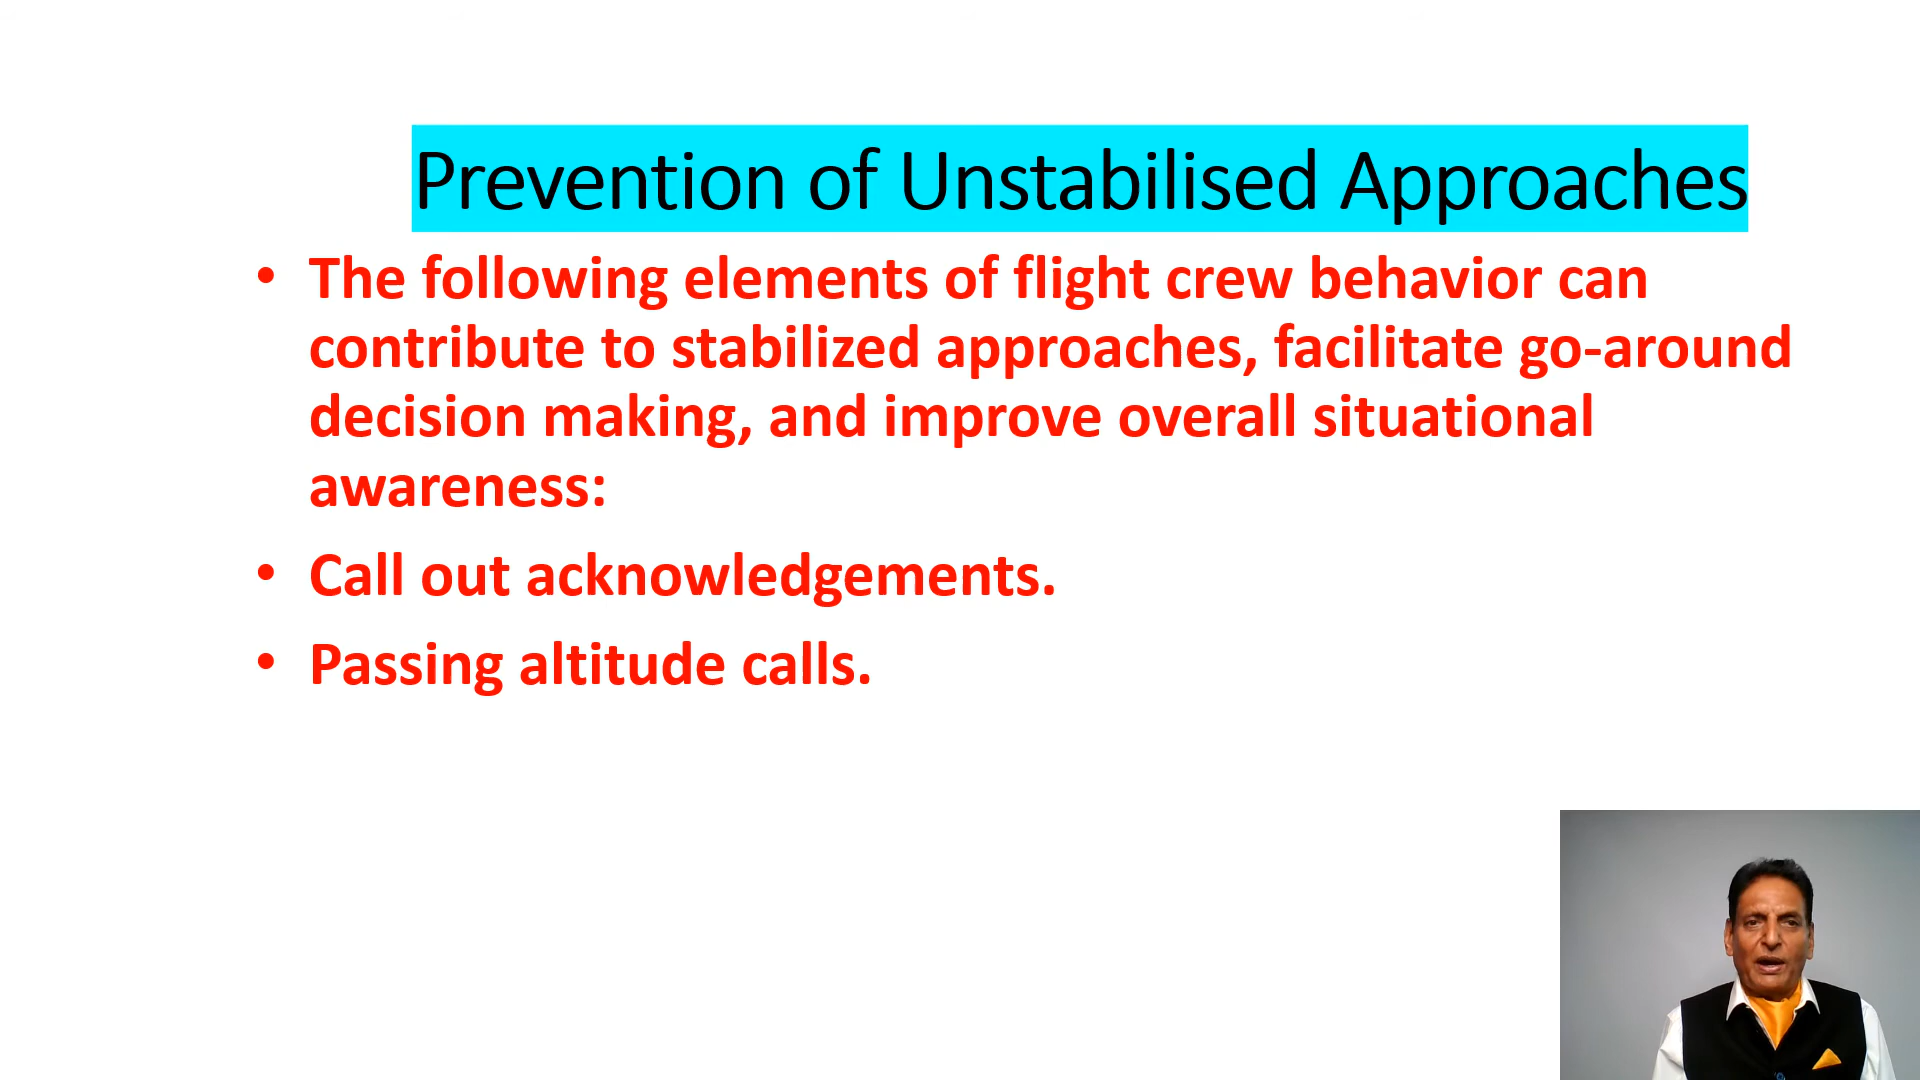 Prevention of Unstabilised Approaches
• The following elements of flight crew behavior can
contribute to stabilized approaches, facilitate go-around
decision making, and improve overall situational
awareness:
• Call out acknowledgements.
• Passing altitude calls.